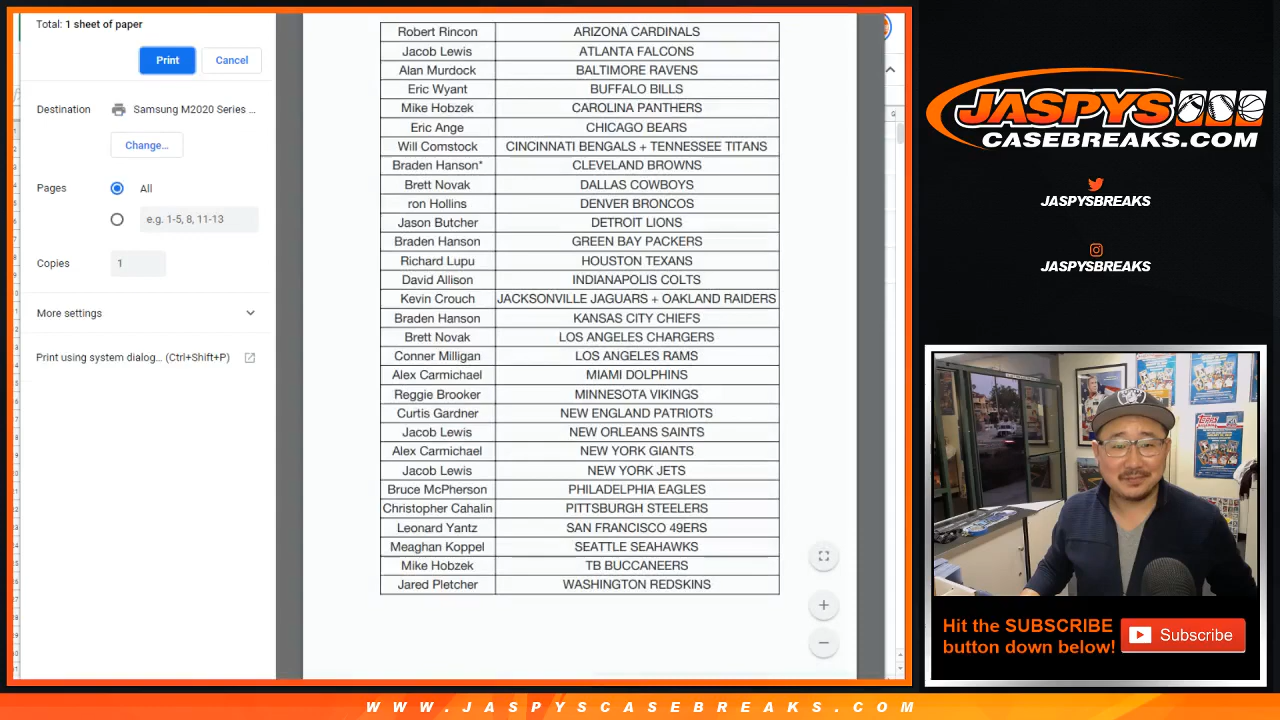 Total: 1 sheet of paper
Print
Cancel
Destination
Samsung M2020 Series ...
Change...
Pages
All
e.g. 1-5, 8, 11-13
Copies
1
More settings
Print using system dialog... (Ctrl+Shift+P)
Robert Rincon ARIZONA CARDINALS
Jacob Lewis ATLANTA FALCONS
Alan Murdock BALTIMORE RAVENS
Eric Wyant BUFFALO BILLS
Mike Hobzek CAROLINA PANTHERS
Eric Ange CHICAGO BEARS
Will Comstock CINCINNATI BENGALS + TENNESSEE TITANS
Braden Hanson* CLEVELAND BROWNS
Brett Novak DALLAS COWBOYS
ron Hollins DENVER BRONCOS
Jason Butcher DETROIT LIONS
Braden Hanson GREEN BAY PACKERS
Richard Lupu HOUSTON TEXANS
David Allison INDIANAPOLIS COLTS
Kevin Crouch JACKSONVILLE JAGUARS + OAKLAND RAIDERS
Braden Hanson KANSAS CITY CHIEFS
Brett Novak LOS ANGELES CHARGERS
Conner Milligan LOS ANGELES RAMS
Alex Carmichael MIAMI DOLPHINS
Reggie Brooker MINNESOTA VIKINGS
Curtis Gardner NEW ENGLAND PATRIOTS
Jacob Lewis NEW ORLEANS SAINTS
Alex Carmichael NEW YORK GIANTS
Jacob Lewis NEW YORK JETS
Bruce McPherson PHILADELPHIA EAGLES
Christopher Cahalin PITTSBURGH STEELERS
Leonard Yantz SAN FRANCISCO 49ERS
Meaghan Koppel SEATTLE SEAHAWKS
Mike Hobzek TB BUCCANEERS
Jared Pletcher WASHINGTON REDSKINS
JASPYS
CASEBREAKS.COM
JASPYSBREAKS
JASPYSBREAKS
Hit the SUBSCRIBE
button down below!
Subscribe
WWW.JASPYSCASEBREAKS.COM